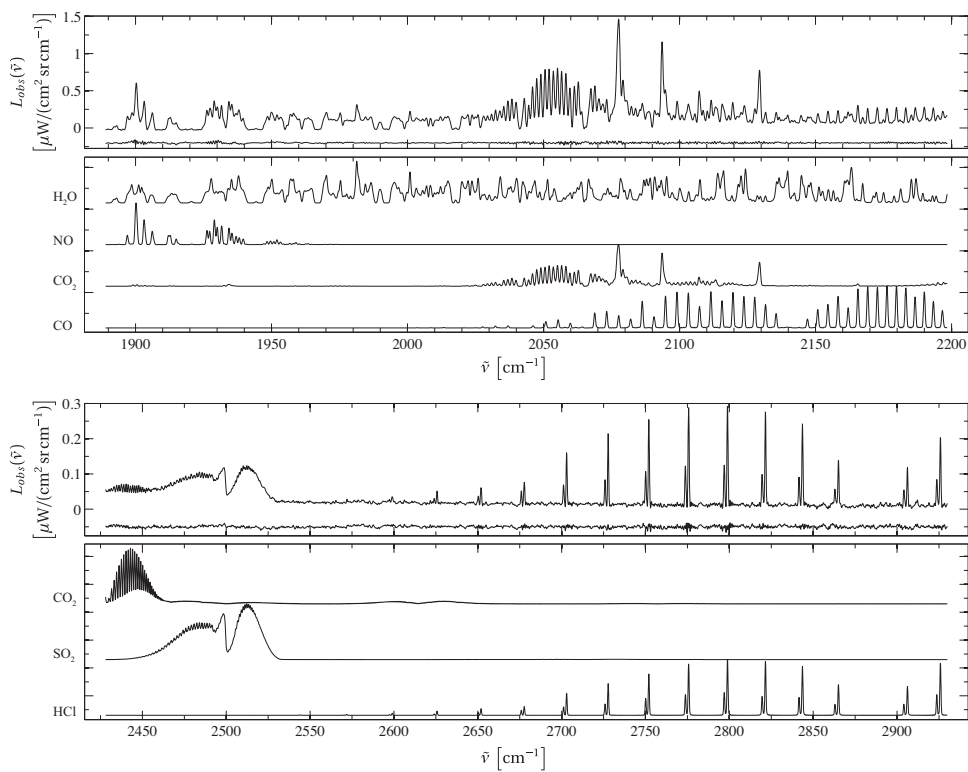 L_obs(ṽ)
[μW/(cm² sr cm⁻¹)]
1.5
1
0.5
0
H₂O
NO
CO₂
CO
1900 1950 2000 2050 2100 2150 2200
ṽ [cm⁻¹]
L_obs(ṽ)
[μW/(cm² sr cm⁻¹)]
0.3
0.2
0.1
0
CO₂
SO₂
HCl
2450 2500 2550 2600 2650 2700 2750 2800 2850 2900
ṽ [cm⁻¹]